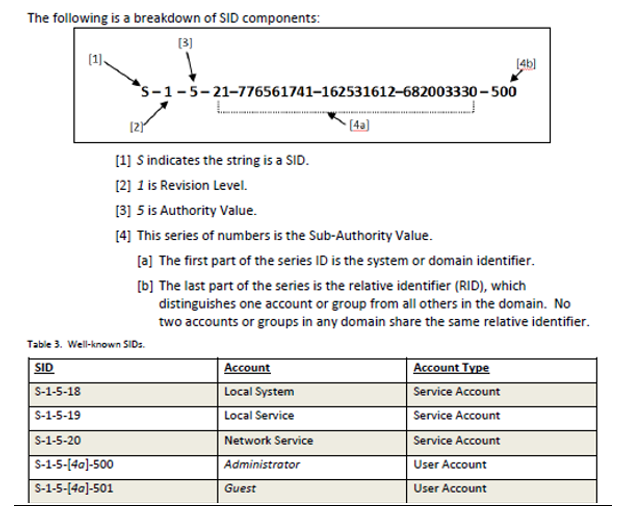 The following is a breakdown of SID components:
[3]
[1]
[4b]
S – 1 – 5 – 21–776561741–162531612–682003330 – 500
[2]
[4a]
[1] S indicates the string is a SID.
[2] 1 is Revision Level.
[3] 5 is Authority Value.
[4] This series of numbers is the Sub-Authority Value.
[a] The first part of the series ID is the system or domain identifier.
[b] The last part of the series is the relative identifier (RID), which
distinguishes one account or group from all others in the domain. No
two accounts or groups in any domain share the same relative identifier.
Table 3. Well-known SIDs.
SID Account Account Type
S-1-5-18 Local System Service Account
S-1-5-19 Local Service Service Account
S-1-5-20 Network Service Service Account
S-1-5-[4a]-500 Administrator User Account
S-1-5-[4a]-501 Guest User Account